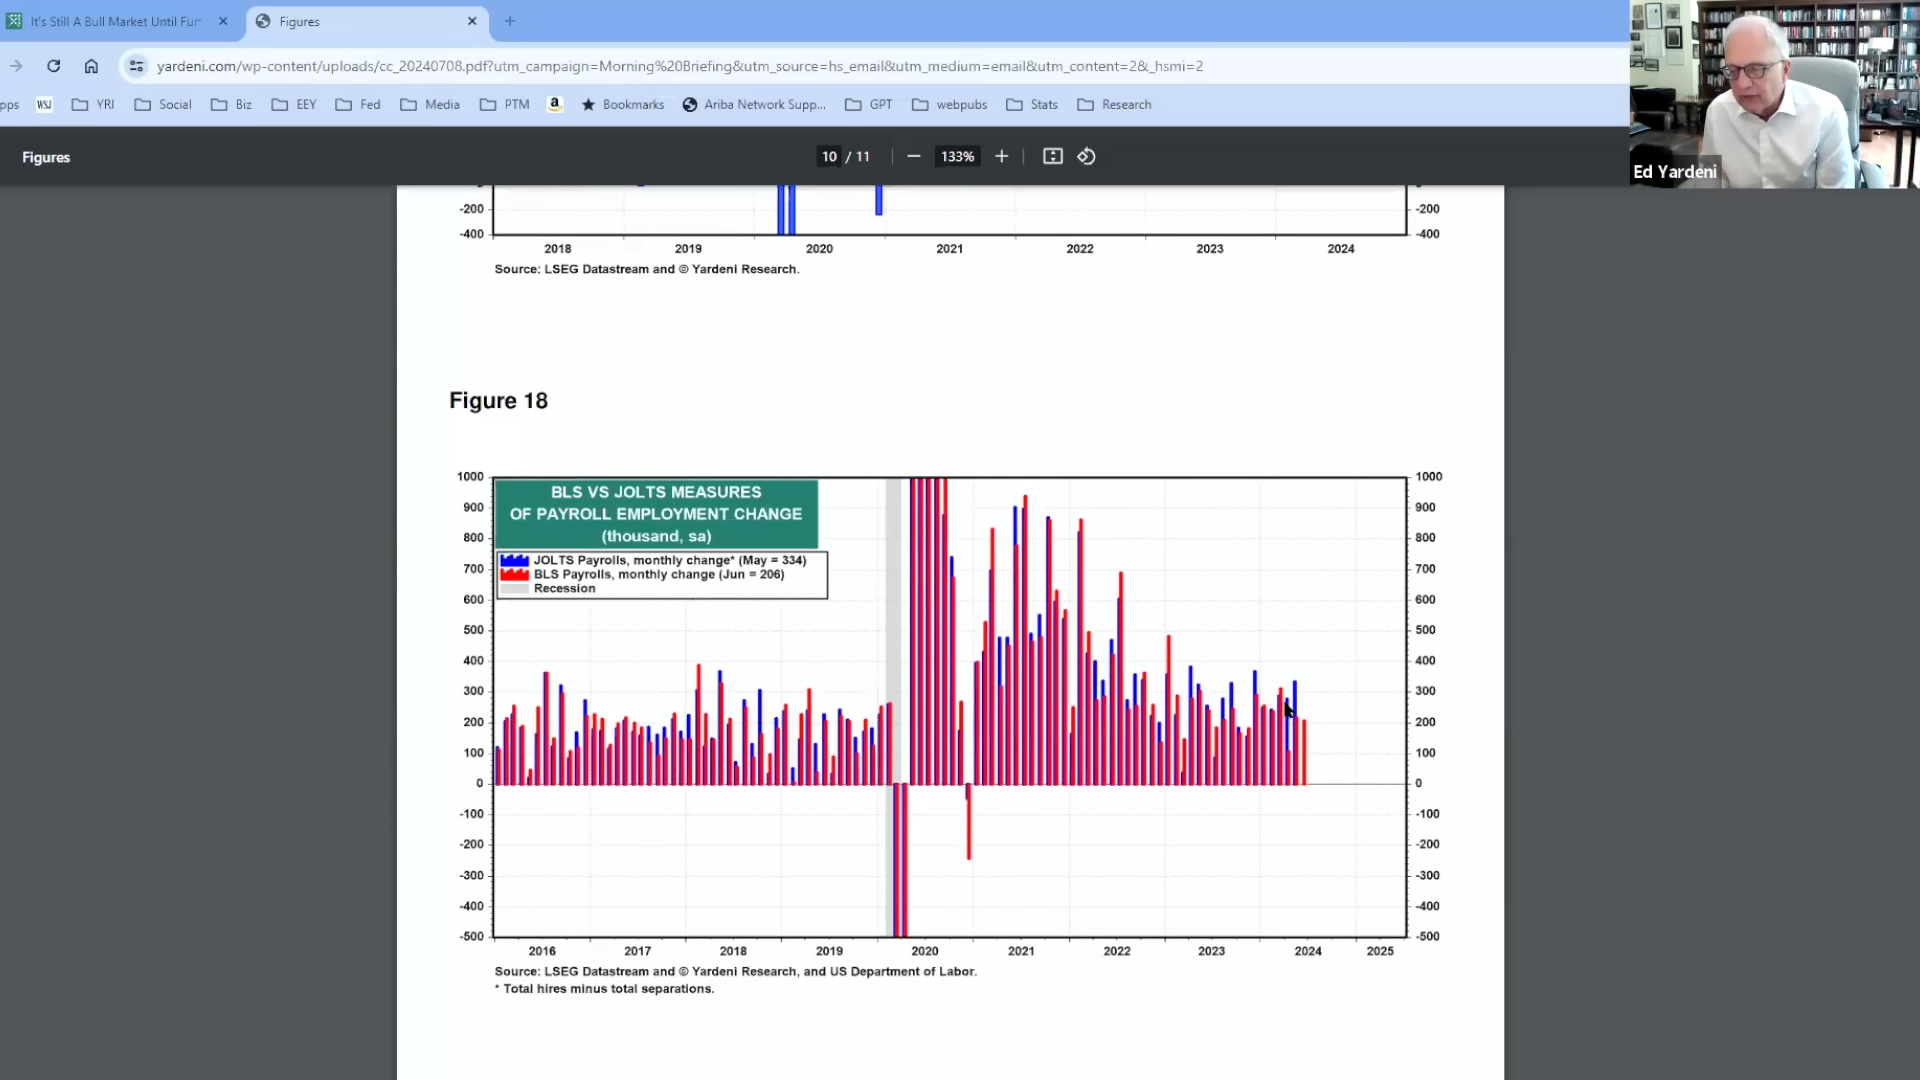 It's Still A Bull Market Until Fur
Figures
yardeni.com/wp-content/uploads/cc_20240708.pdf?utm_campaign=Morning%20Briefing&utm_source=hs_email&utm_medium=email&utm_content=2&_hsmi=2
pps WSJ YRI Social Biz EEY Fed Media PTM a Bookmarks Ariba Network Supp... GPT webpubs Stats Research
Figures
10 / 11 133%
Ed Yardeni
-200 -200
-400 -400
2018 2019 2020 2021 2022 2023 2024
Source: LSEG Datastream and © Yardeni Research.
Figure 18
BLS VS JOLTS MEASURES
OF PAYROLL EMPLOYMENT CHANGE
(thousand, sa)
JOLTS Payrolls, monthly change* (May = 334)
BLS Payrolls, monthly change (Jun = 206)
Recession
1000 1000
900 900
800 800
700 700
600 600
500 500
400 400
300 300
200 200
100 100
0 0
-100 -100
-200 -200
-300 -300
-400 -400
-500 -500
2016 2017 2018 2019 2020 2021 2022 2023 2024 2025
Source: LSEG Datastream and © Yardeni Research, and US Department of Labor.
* Total hires minus total separations.